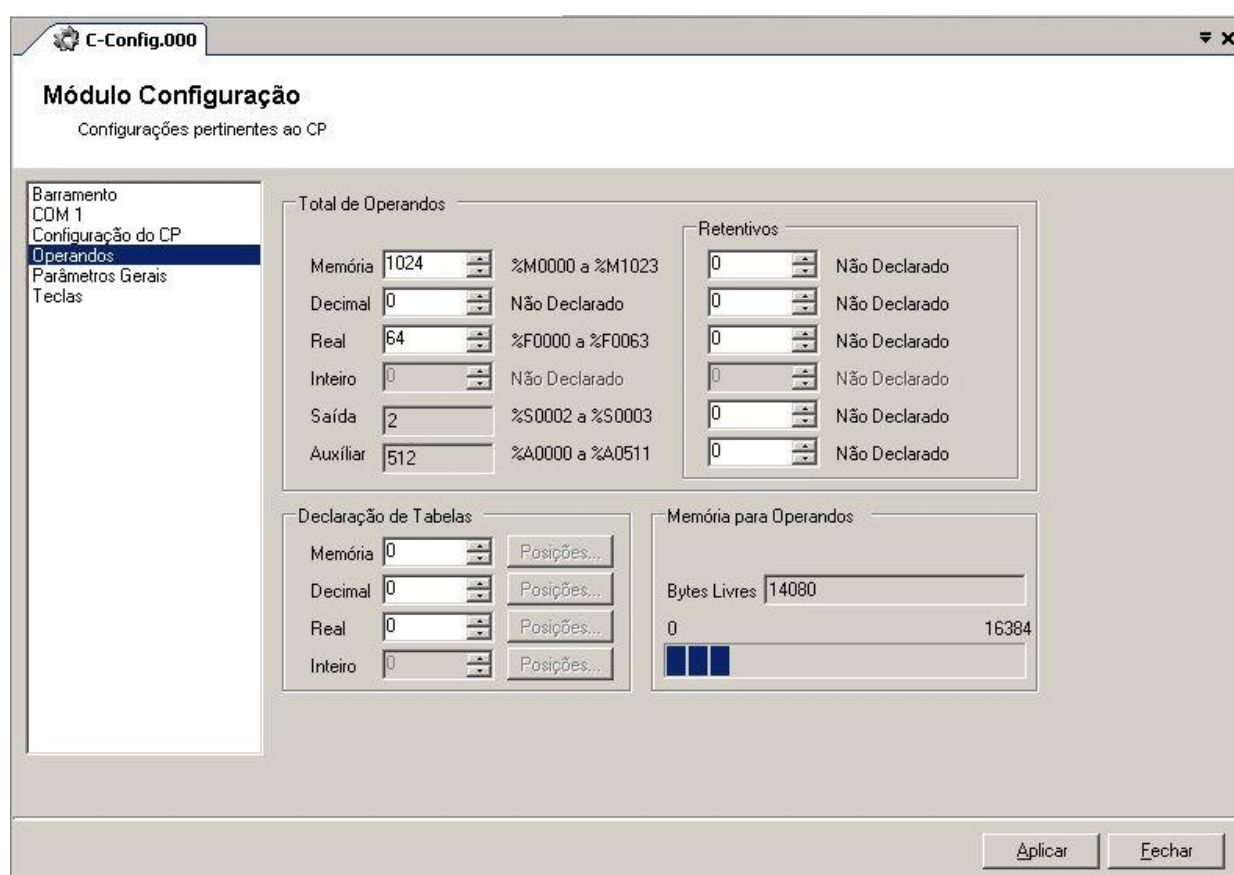 C-Config.000
Módulo Configuração
Configurações pertinentes ao CP
Barramento
COM 1
Configuração do CP
Operandos
Parâmetros Gerais
Teclas
Total de Operandos
Retentivos
Memória 1024 %M0000 a %M1023 0 Não Declarado
Decimal 0 Não Declarado 0 Não Declarado
Real 64 %F0000 a %F0063 0 Não Declarado
Inteiro 0 Não Declarado 0 Não Declarado
Saída 2 %S0002 a %S0003 0 Não Declarado
Auxíliar 512 %A0000 a %A0511 0 Não Declarado
Declaração de Tabelas
Memória 0 Posições...
Decimal 0 Posições...
Real 0 Posições...
Inteiro 0 Posições...
Memória para Operandos
Bytes Livres 14080
0 16384
Aplicar Fechar